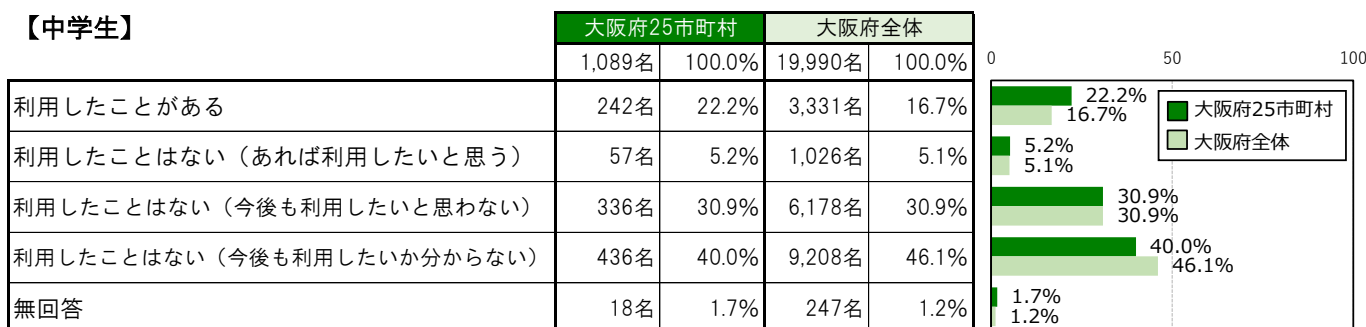 【中学生】
大阪府25市町村 大阪府全体
1,089名 100.0% 19,990名 100.0%
利用したことがある 242名 22.2% 3,331名 16.7%
利用したことはない（あれば利用したいと思う） 57名 5.2% 1,026名 5.1%
利用したことはない（今後も利用したいと思わない） 336名 30.9% 6,178名 30.9%
利用したことはない（今後も利用したいか分からない） 436名 40.0% 9,208名 46.1%
無回答 18名 1.7% 247名 1.2%
0 50 100
22.2%
16.7%
5.2%
5.1%
30.9%
30.9%
40.0%
46.1%
1.7%
1.2%
大阪府25市町村
大阪府全体